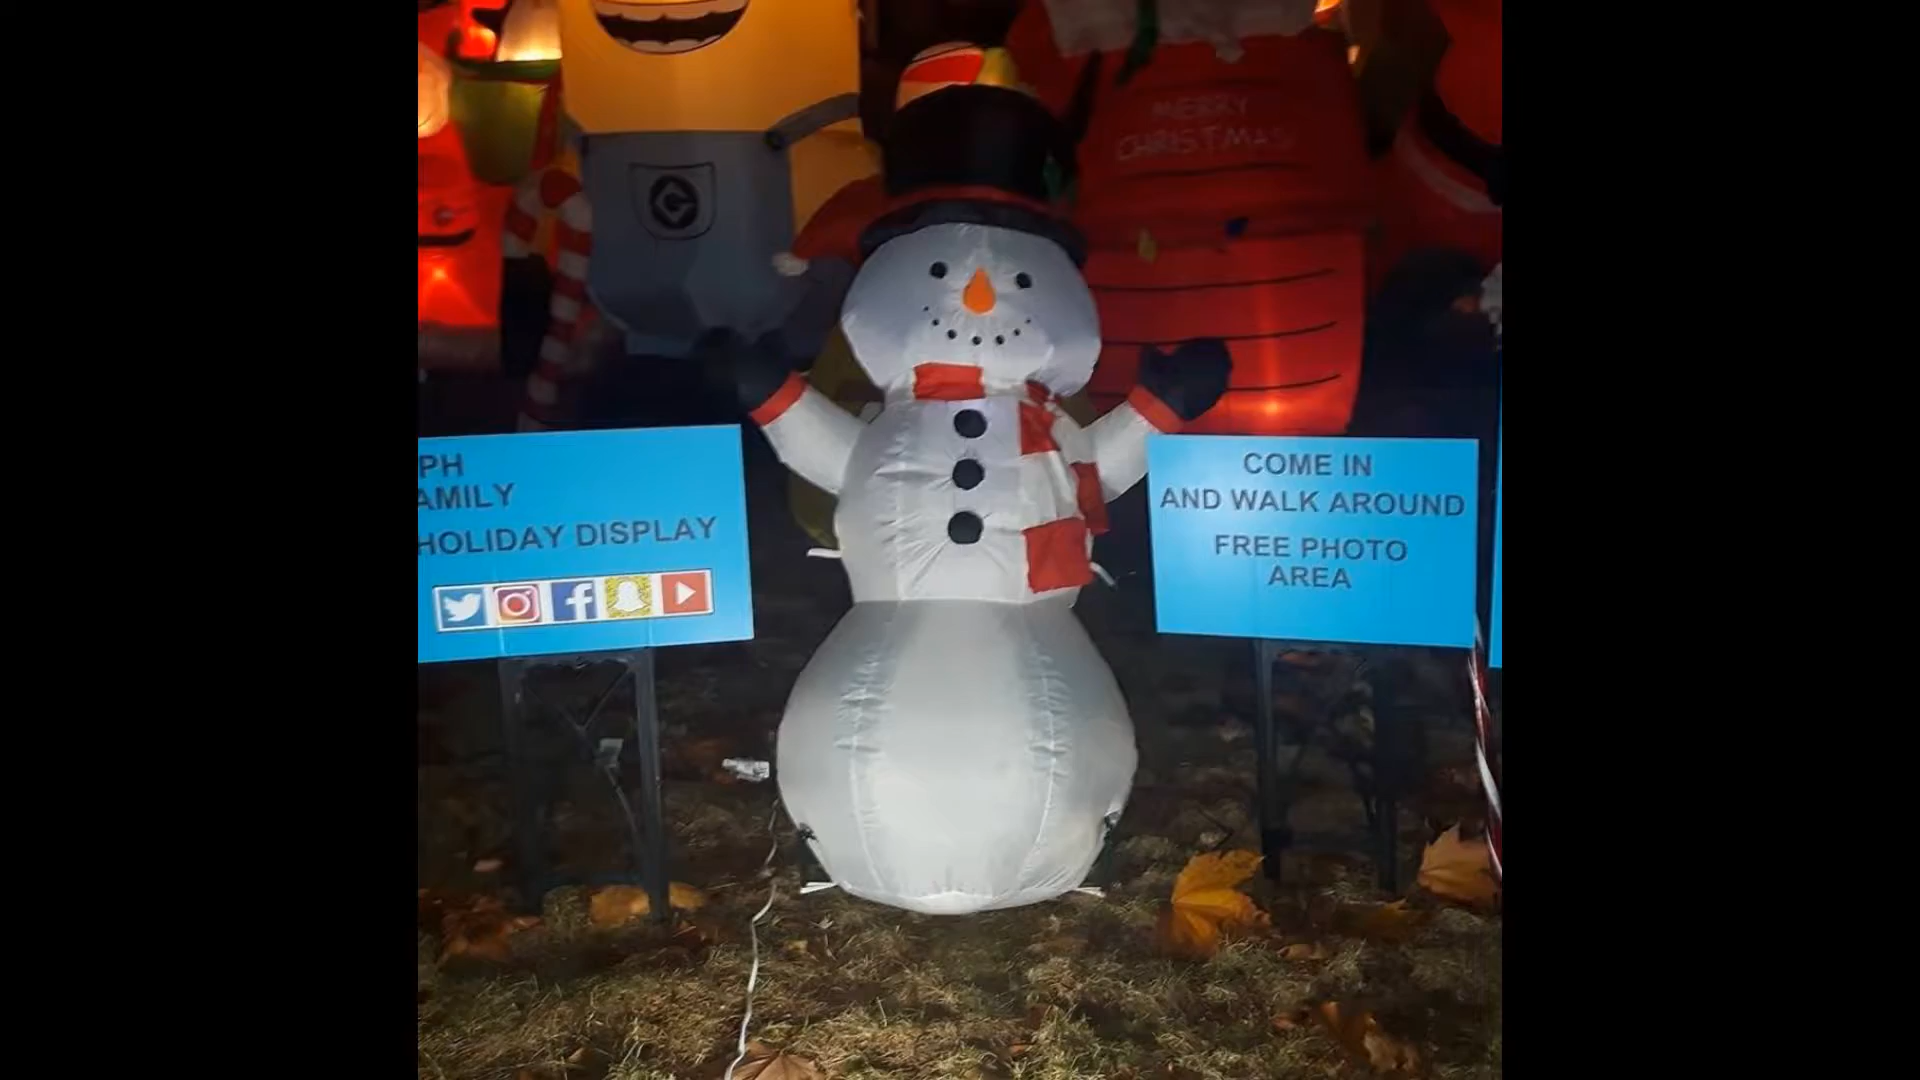 MERRY
CHRISTMAS
PH
AMILY
HOLIDAY DISPLAY
COME IN
AND WALK AROUND
FREE PHOTO
AREA